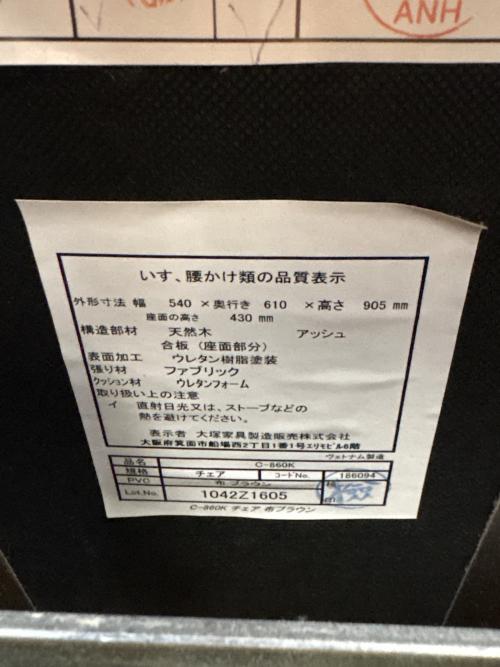 ANH
いす、腰かけ類の品質表示
外形寸法 幅 540 ×奥行き 610 ×高さ 905 mm
座面の高さ 430 mm
構造部材 天然木 アッシュ
合板（座面部分）
表面加工 ウレタン樹脂塗装
張り材 ファブリック
クッション材 ウレタンフォーム
取り扱い上の注意
イ 直射日光又は、ストーブなどの
熱を避けてください。
表示者 大塚家具製造販売株式会社
大阪府箕面市船場西2丁目1番1号エリモビル6階
ヴェトナム製造
品名 C-860K
規格 チェア コードNo. 186094
PVC 布 ブラウン
Lot.No. 1042Z1605
C-860K チェア 布ブラウン